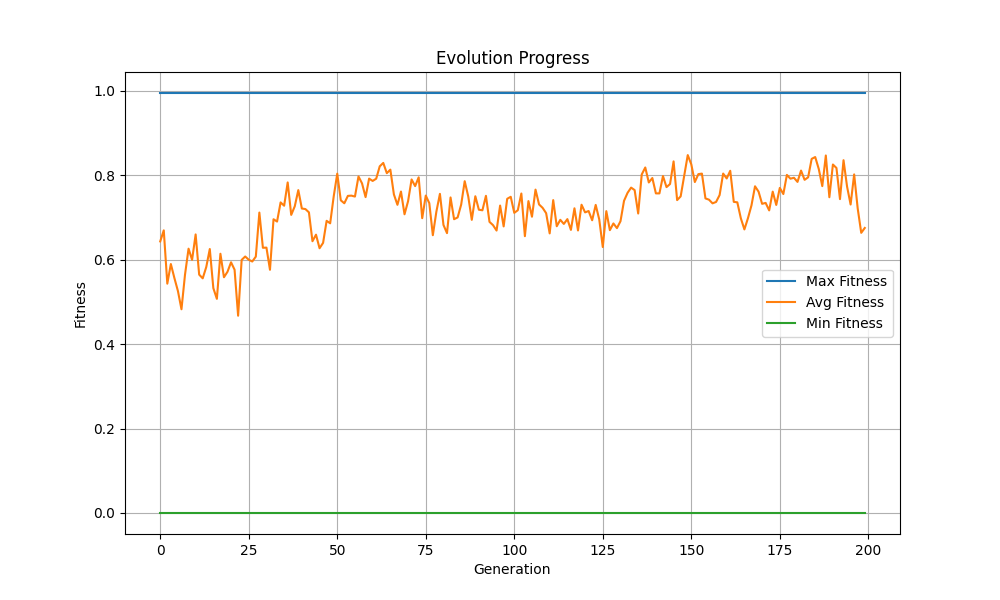 Evolution Progress
1.0
0.8
0.6
0.4
0.2
0.0
Fitness
Max Fitness
Avg Fitness
Min Fitness
0 25 50 75 100 125 150 175 200
Generation